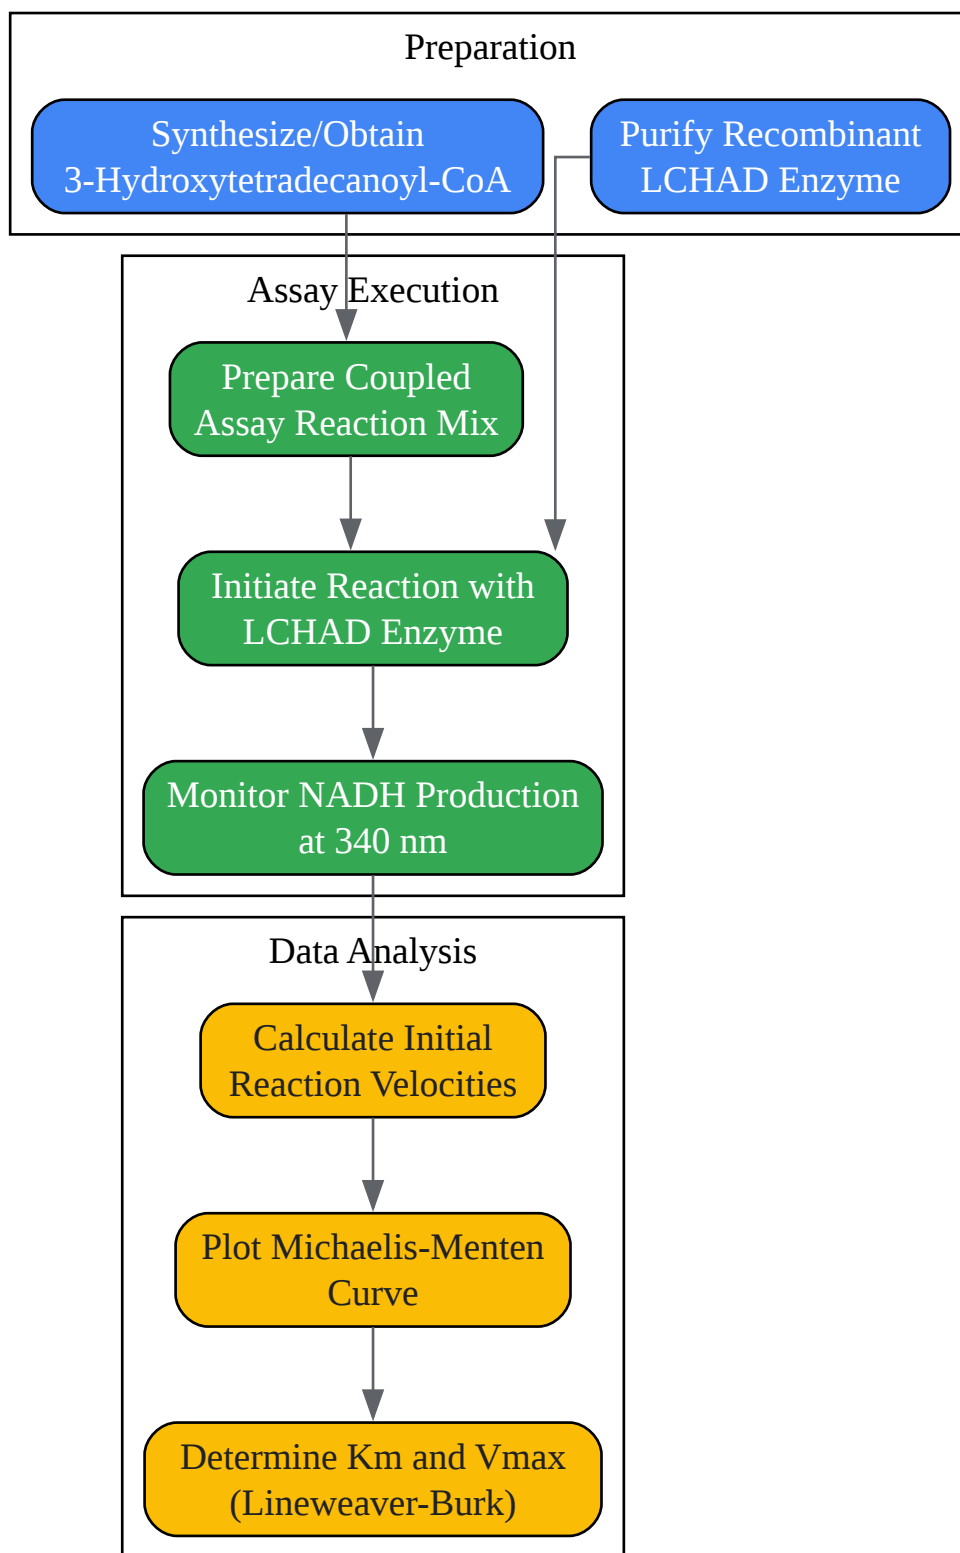 Preparation
Synthesize/Obtain
3-Hydroxytetradecanoyl-CoA
Purify Recombinant
LCHAD Enzyme
Assay Execution
Prepare Coupled
Assay Reaction Mix
Initiate Reaction with
LCHAD Enzyme
Monitor NADH Production
at 340 nm
Data Analysis
Calculate Initial
Reaction Velocities
Plot Michaelis-Menten
Curve
Determine Km and Vmax
(Lineweaver-Burk)